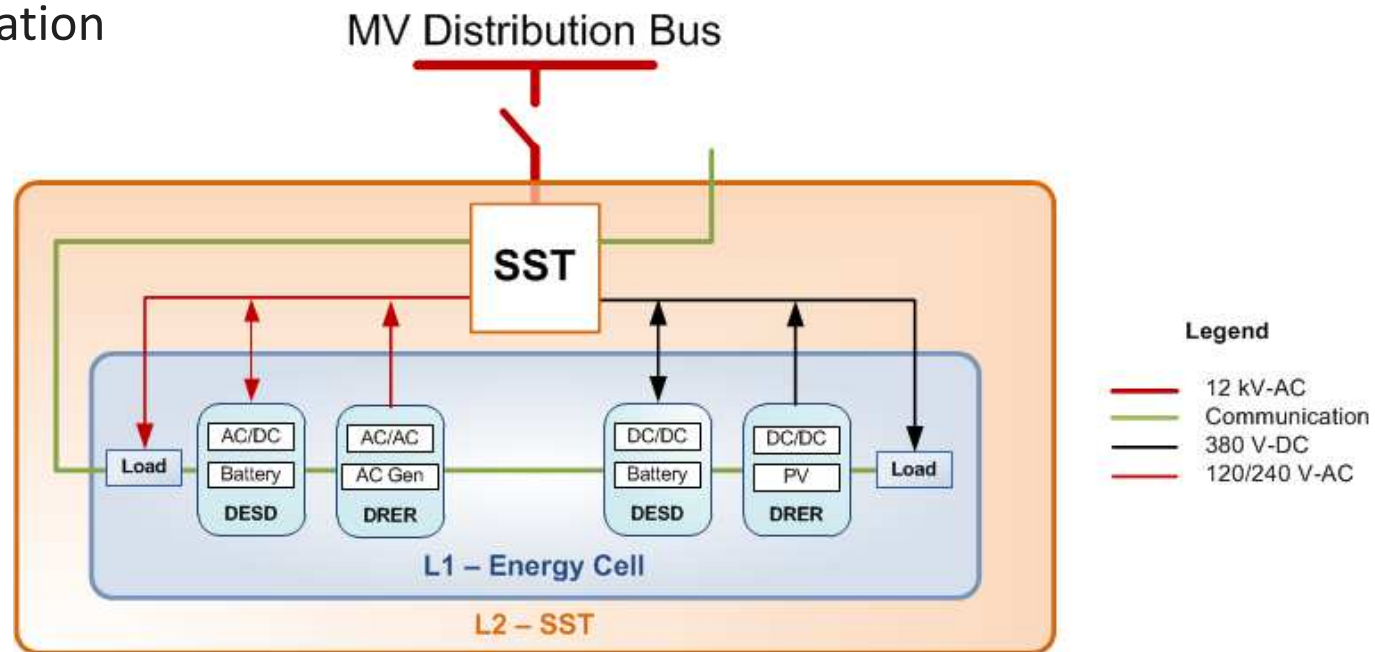 ation
MV Distribution Bus
SST
Legend
12 kV-AC
Communication
380 V-DC
120/240 V-AC
Load
AC/DC
Battery
DESD
AC/AC
AC Gen
DRER
DC/DC
Battery
DESD
DC/DC
PV
DRER
Load
L1 – Energy Cell
L2 – SST